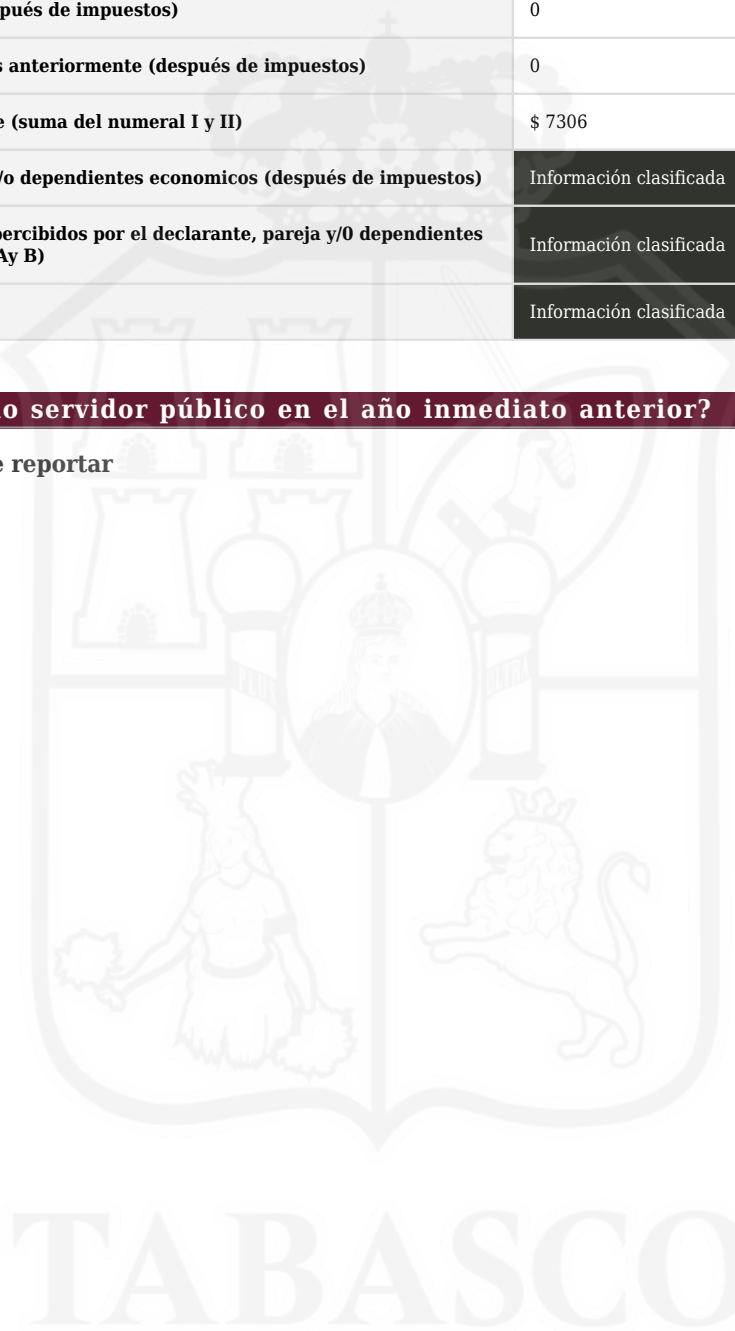 pués de impuestos)
0
s anteriormente (después de impuestos)
0
e (suma del numeral I y II)
$ 7306
/o dependientes economicos (después de impuestos)
Información clasificada
percibidos por el declarante, pareja y/0 dependientes
Ay B)
Información clasificada
Información clasificada
o servidor público en el año inmediato anterior?
e reportar
PLUS
ULTRA
TABASCO